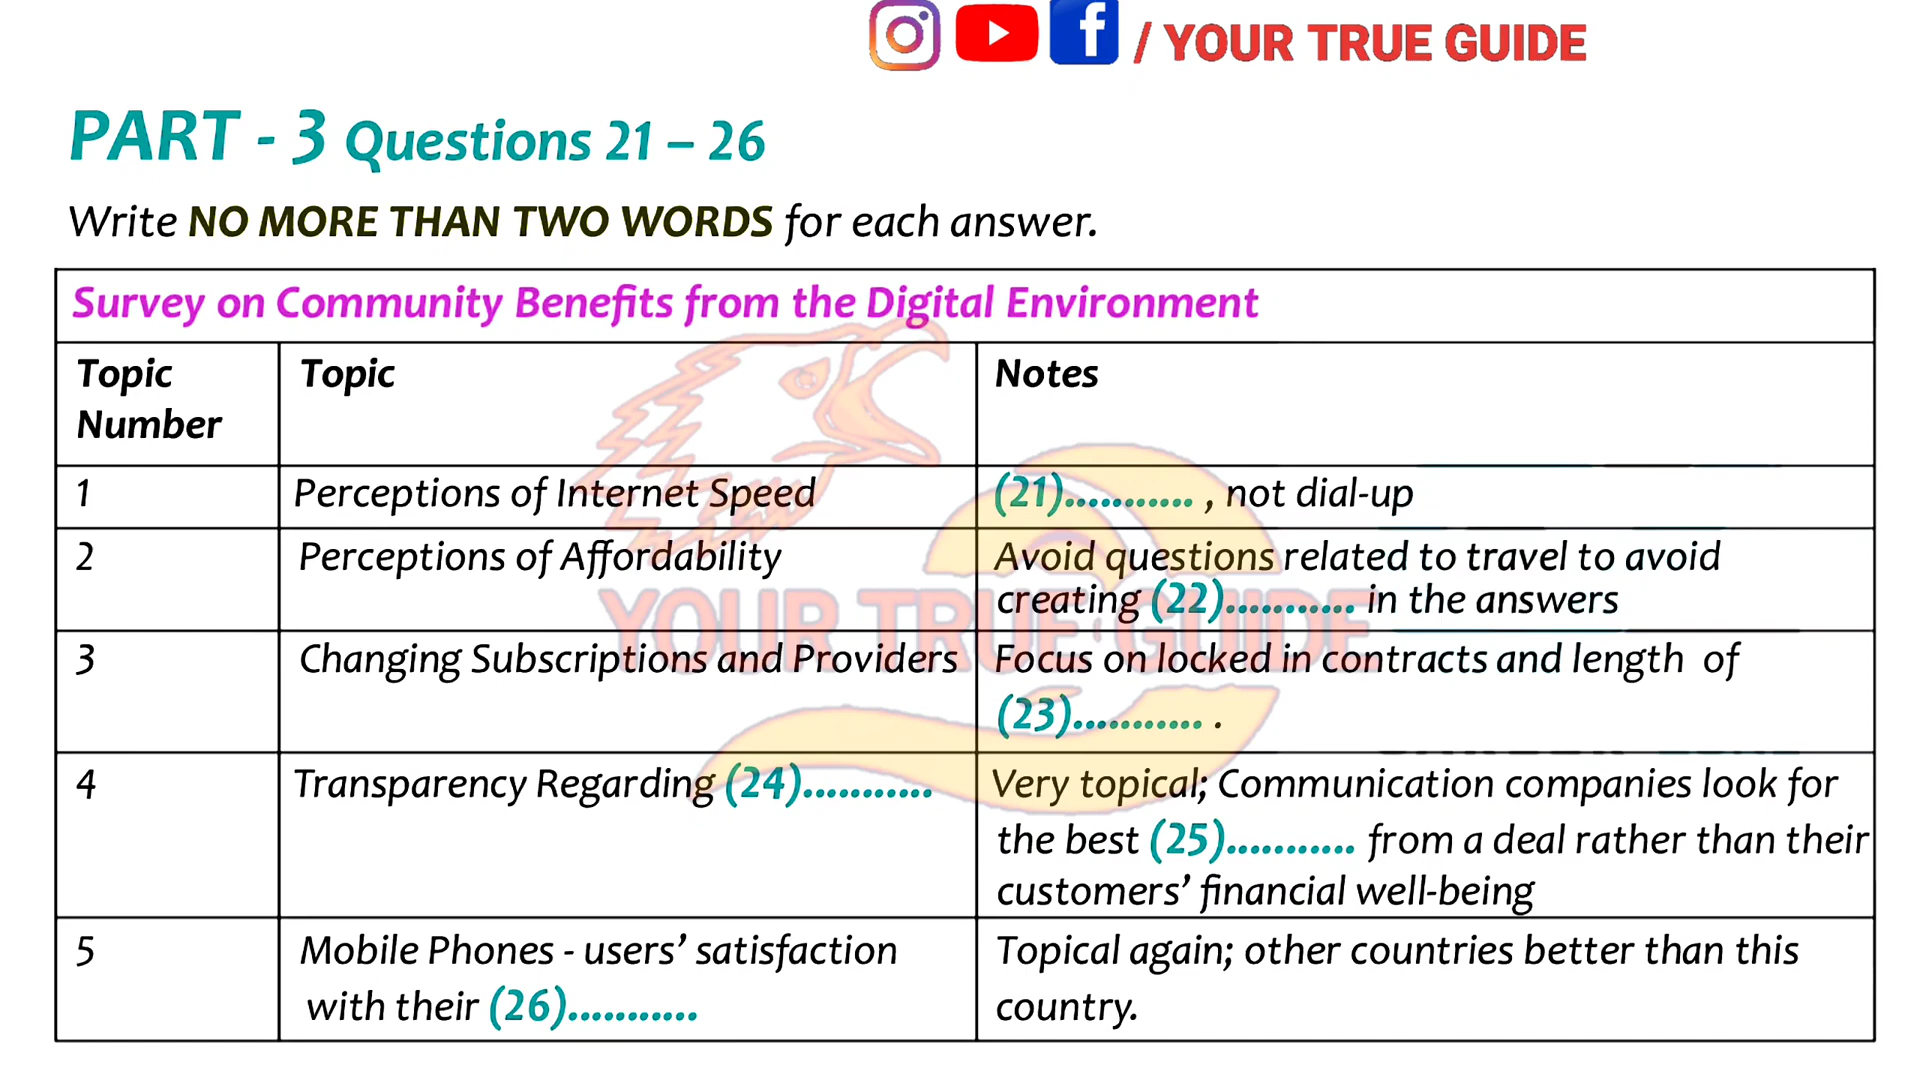 / YOUR TRUE GUIDE
PART - 3 Questions 21 – 26
Write NO MORE THAN TWO WORDS for each answer.
Survey on Community Benefits from the Digital Environment
Topic Number
Topic
Notes
1
Perceptions of Internet Speed
(21)........... , not dial-up
2
Perceptions of Affordability
Avoid questions related to travel to avoid
creating (22)........... in the answers
3
Changing Subscriptions and Providers
Focus on locked in contracts and length of
(23)........... .
4
Transparency Regarding (24)...........
Very topical; Communication companies look for
the best (25)........... from a deal rather than their
customers’ financial well-being
5
Mobile Phones - users’ satisfaction
with their (26)...........
Topical again; other countries better than this
country.
YOUR TRUE GUIDE